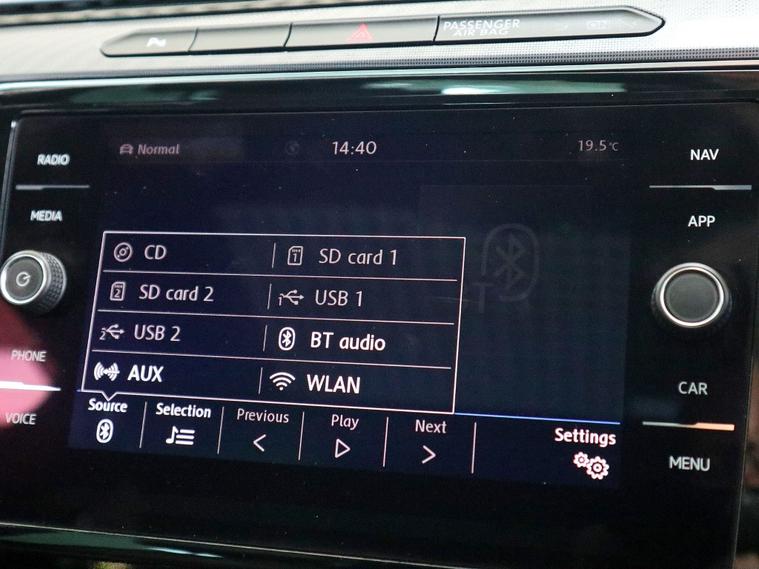 PASSENGER
AIR BAG
RADIO
MEDIA
PHONE
VOICE
Normal
14:40
19.5°C
NAV
APP
CAR
MENU
CD
SD card 1
SD card 2
USB 1
USB 2
BT audio
AUX
WLAN
Source
Selection
Previous
Play
Next
Settings